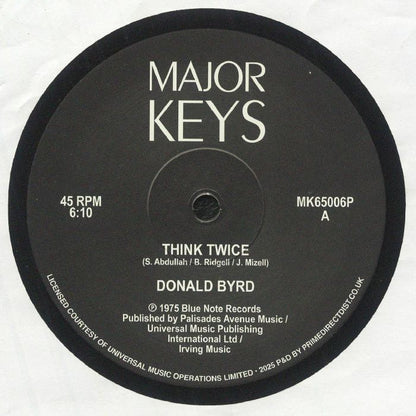 MAJOR
KEYS
45 RPM
6:10
MK65006P
A
THINK TWICE
(S. Abdullah / B. Ridgeli / J. Mizell)
DONALD BYRD
℗ 1975 Blue Note Records
Published by Palisades Avenue Music /
Universal Music Publishing
International Ltd /
Irving Music
LICENSED COURTESY OF UNIVERSAL MUSIC OPERATIONS LIMITED - 2025 P&D BY PRIMEDIRECTDIST.CO.UK